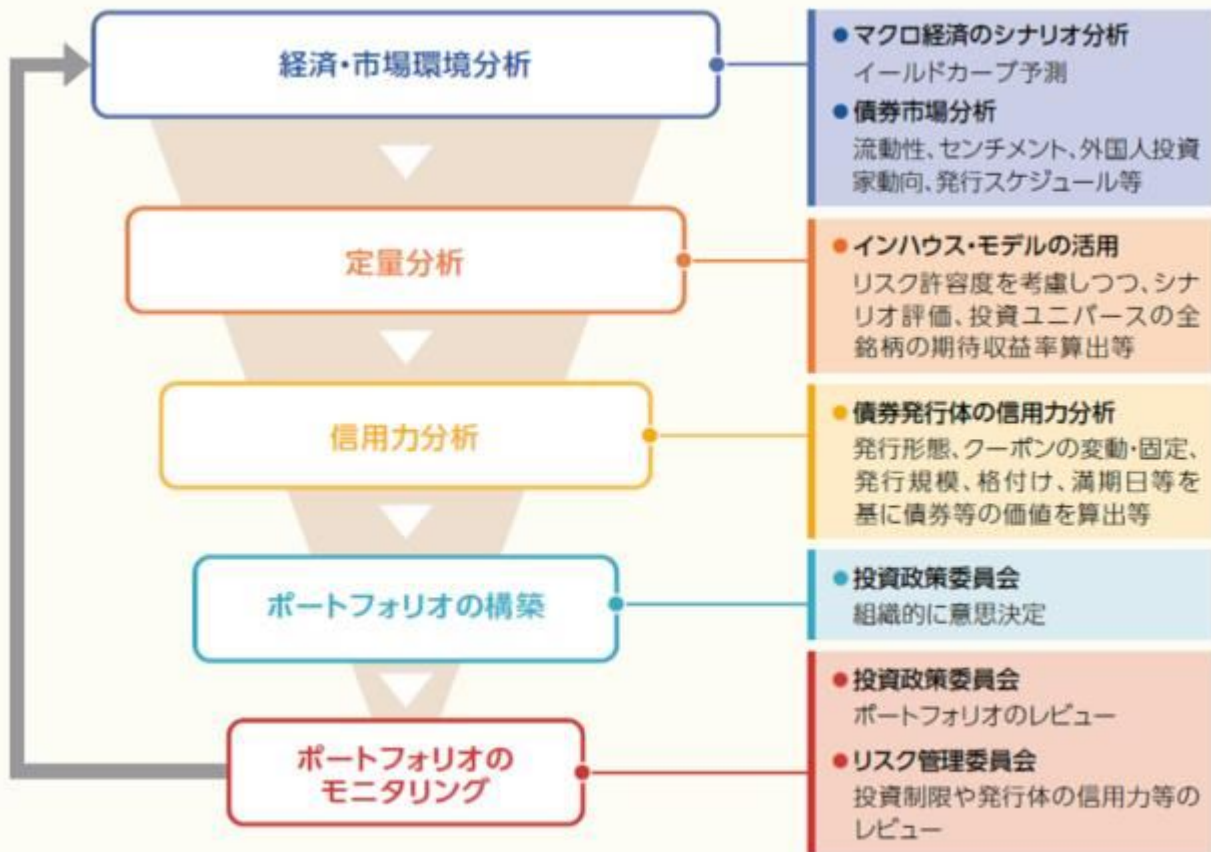 経済・市場環境分析
●マクロ経済のシナリオ分析
イールドカーブ予測
●債券市場分析
流動性、センチメント、外国人投資
家動向、発行スケジュール等
定量分析
●インハウス・モデルの活用
リスク許容度を考慮しつつ、シナ
リオ評価、投資ユニバースの全
銘柄の期待収益率算出等
信用力分析
●債券発行体の信用力分析
発行形態、クーポンの変動・固定、
発行規模、格付け、満期日等を
基に債券等の価値を算出等
ポートフォリオの構築
●投資政策委員会
組織的に意思決定
ポートフォリオの
モニタリング
●投資政策委員会
ポートフォリオのレビュー
●リスク管理委員会
投資制限や発行体の信用力等の
レビュー